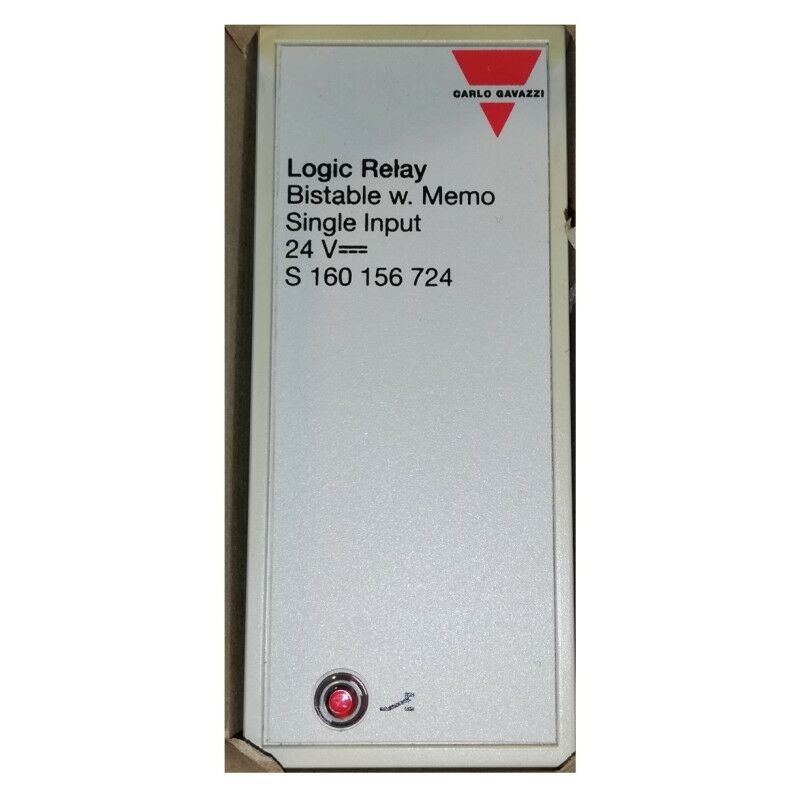 CARLO GAVAZZI
Logic Relay
Bistable w. Memo
Single Input
24 V⎓
S 160 156 724